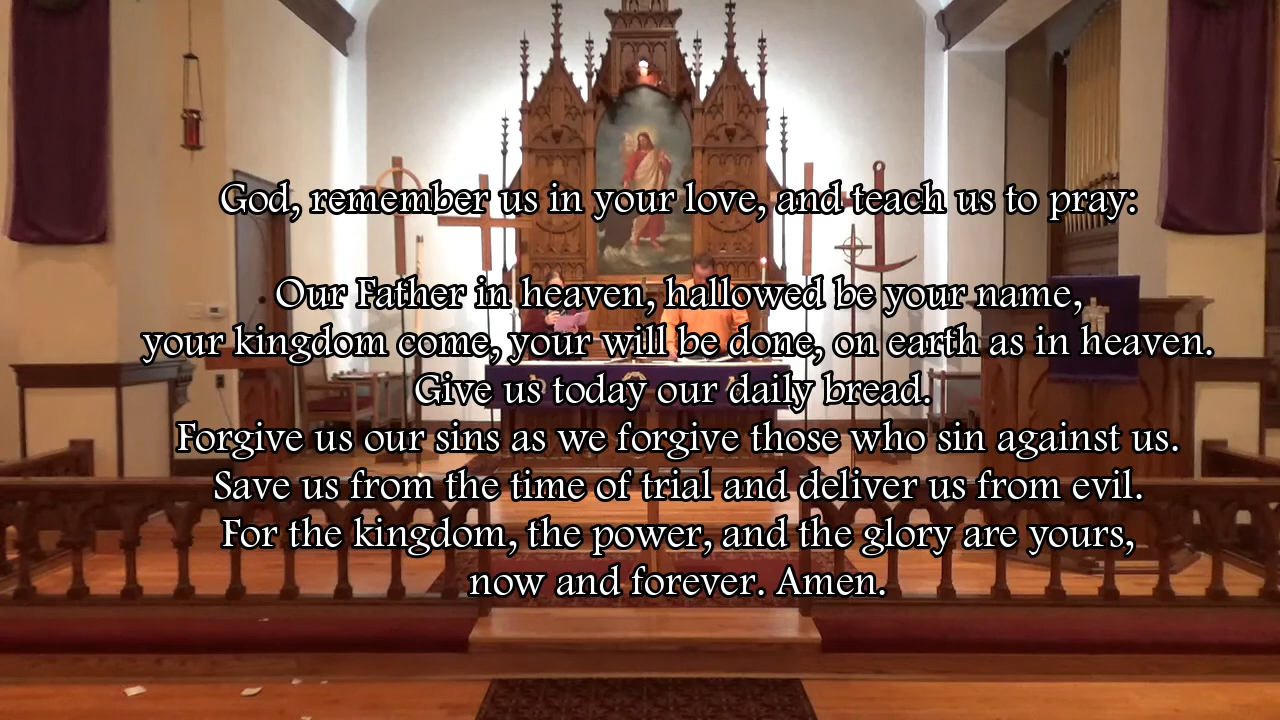 God, remember us in your love, and teach us to pray:
Our Father in heaven, hallowed be your name,
your kingdom come, your will be done, on earth as in heaven.
Give us today our daily bread.
Forgive us our sins as we forgive those who sin against us.
Save us from the time of trial and deliver us from evil.
For the kingdom, the power, and the glory are yours,
now and forever. Amen.